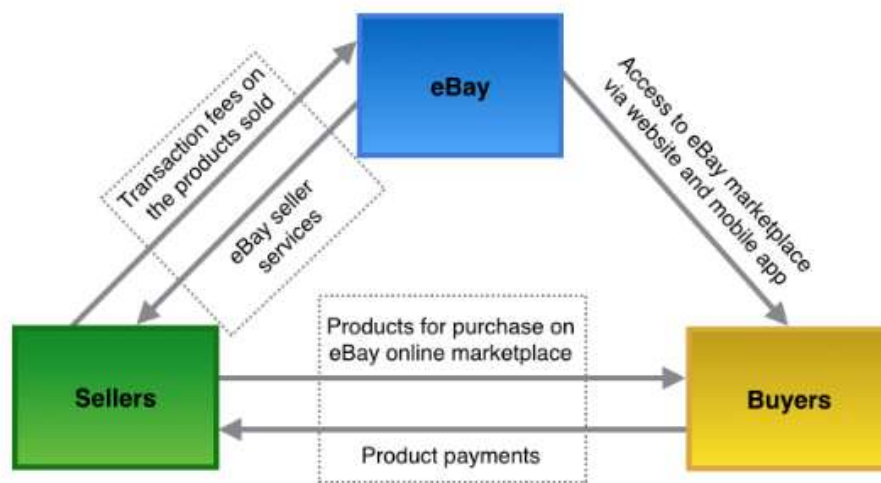 eBay
Transaction fees on
the products sold
eBay seller
services
Access to eBay marketplace
via website and mobile app
Products for purchase on
eBay online marketplace
Sellers
Buyers
Product payments